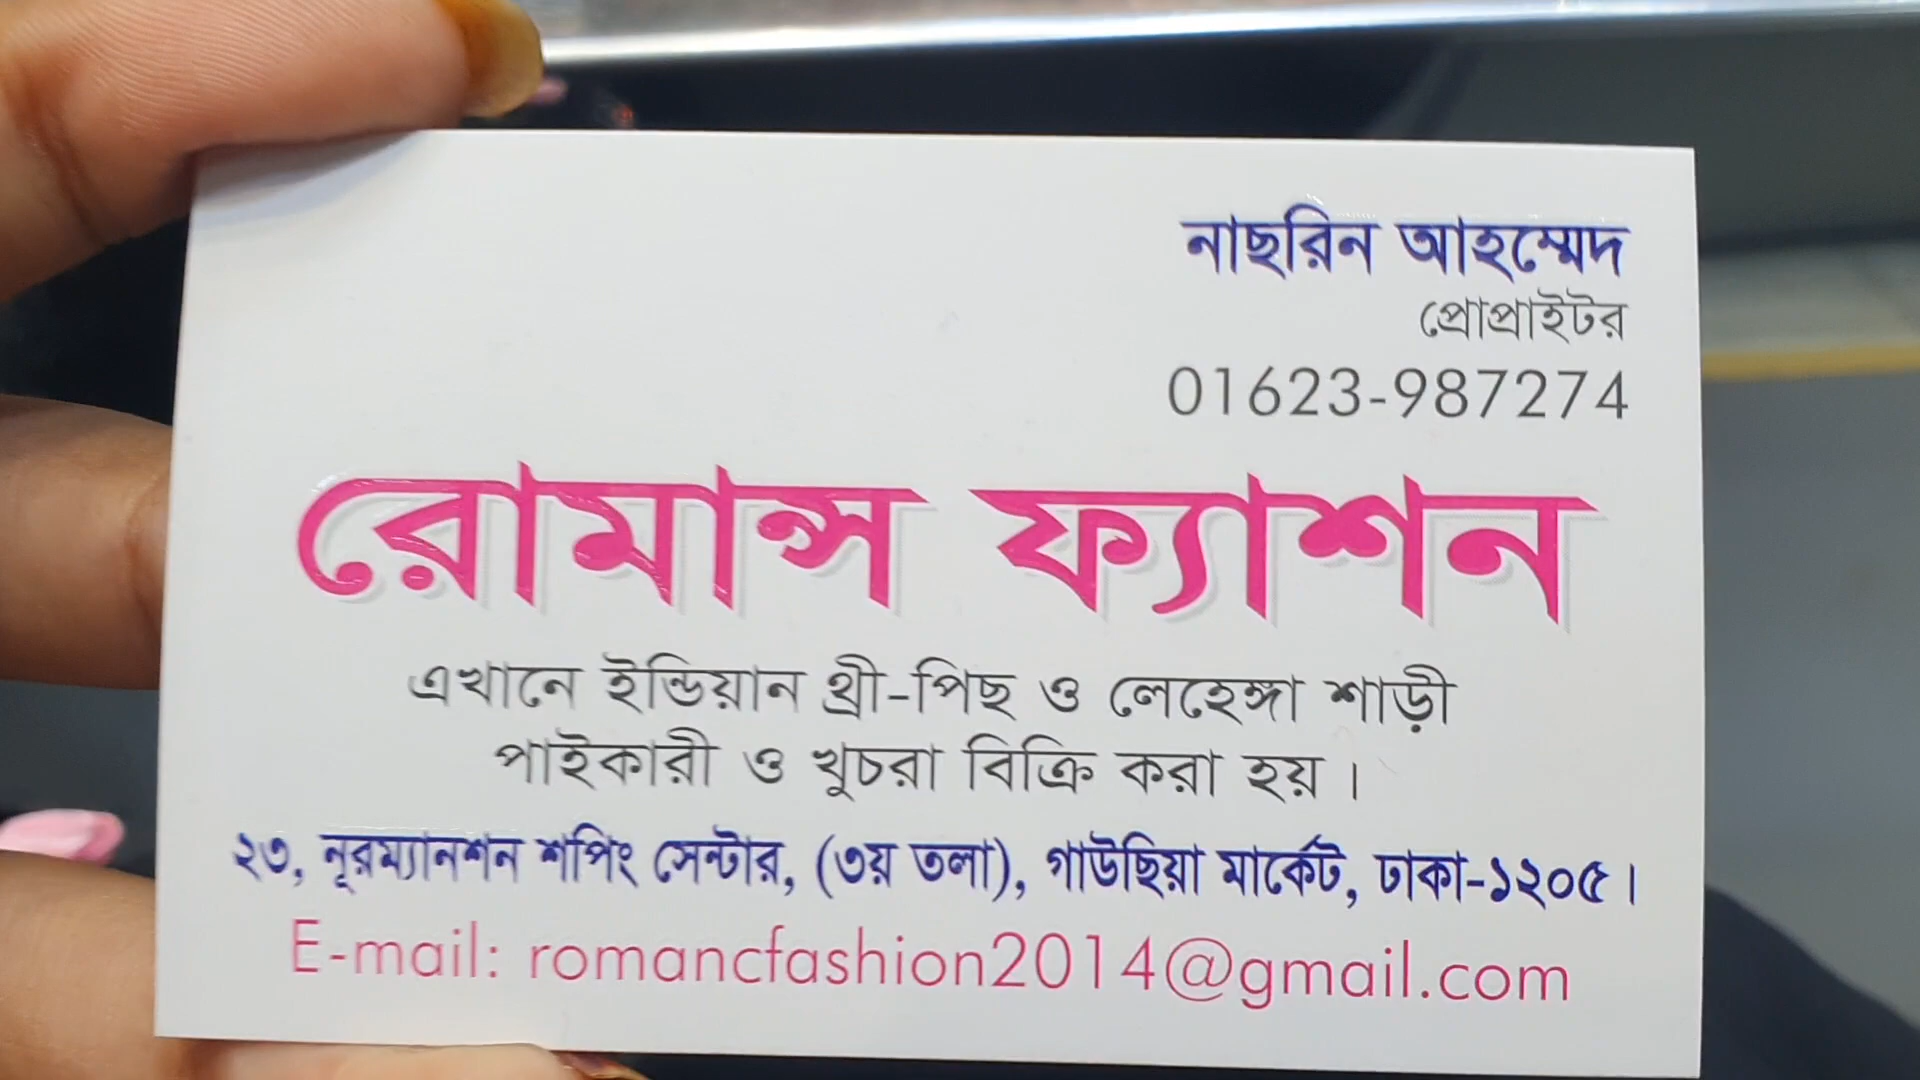 নাছরিন আহম্মেদ
প্রোপ্রাইটর
01623-987274
রোমান্স ফ্যাশন
এখানে ইন্ডিয়ান থ্রী-পিছ ও লেহেঙ্গা শাড়ী
পাইকারী ও খুচরা বিক্রি করা হয় ।
২৩, নূরম্যানশন শপিং সেন্টার, (৩য় তলা), গাউছিয়া মার্কেট, ঢাকা-১২০৫ ।
E-mail: romancfashion2014@gmail.com